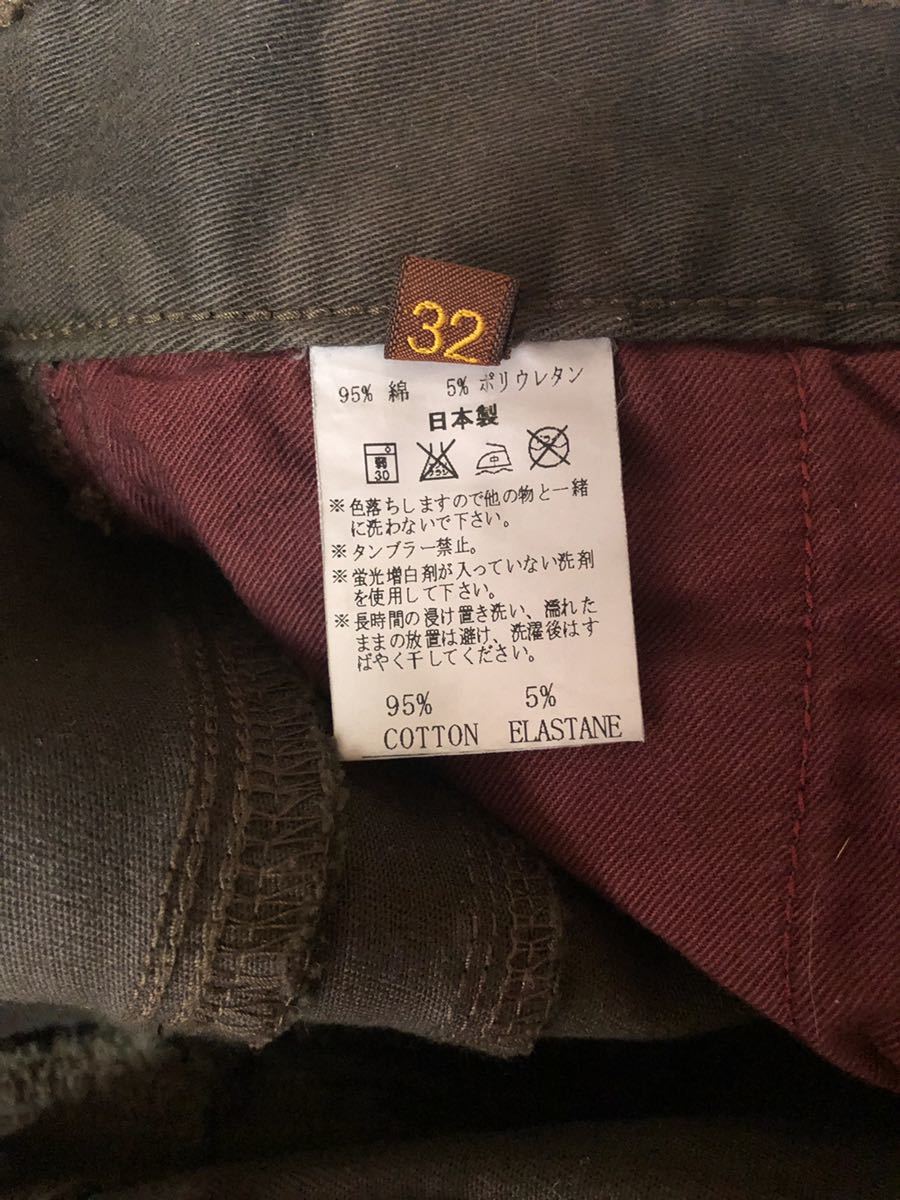 32
95% 綿 5% ポリウレタン
日本製
弱
30
※色落ちしますので他の物と一緒
に洗わないで下さい。
※タンブラー禁止。
※蛍光増白剤が入っていない洗剤
を使用して下さい。
※長時間の浸け置き洗い、濡れた
ままの放置は避け、洗濯後はす
ばやく干してください。
95% 5%
COTTON ELASTANE